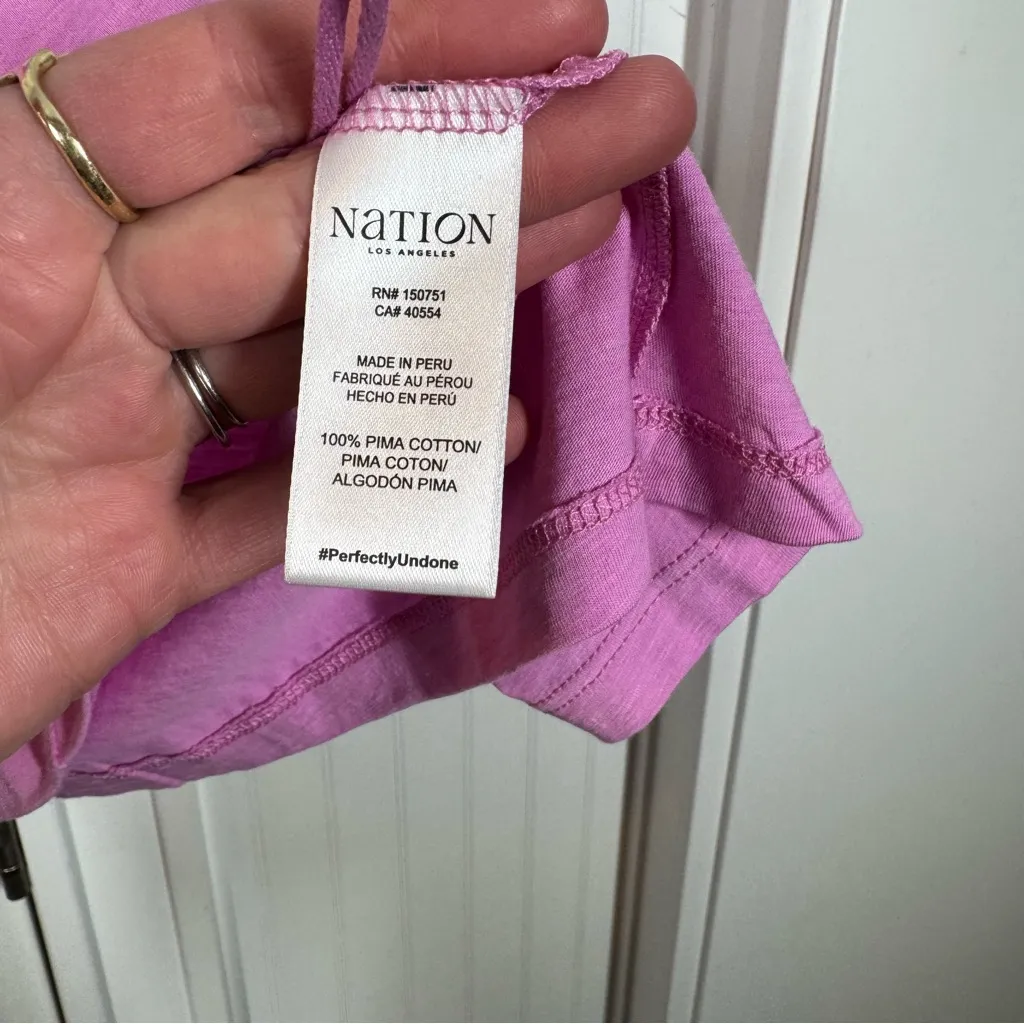 NATION
LOS ANGELES
RN# 150751
CA# 40554
MADE IN PERU
FABRIQUÉ AU PÉROU
HECHO EN PERÚ
100% PIMA COTTON/
PIMA COTON/
ALGODÓN PIMA
#PerfectlyUndone